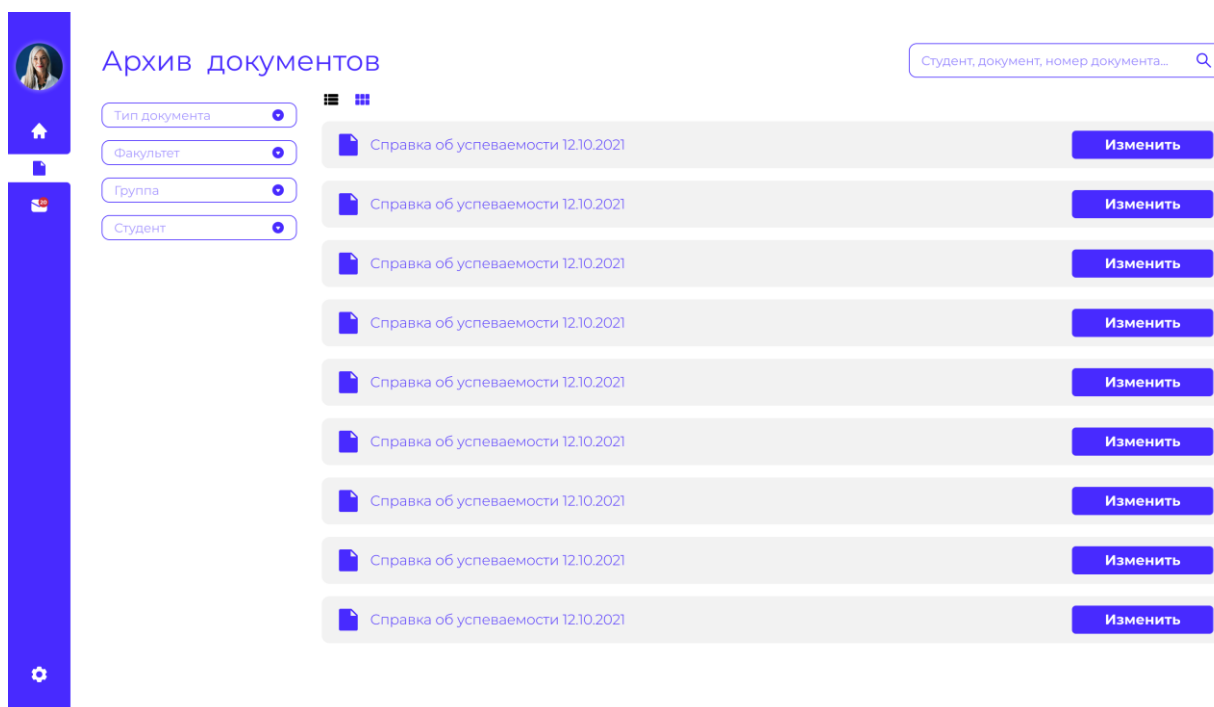 Архив документов
Студент, документ, номер документа...
Тип документа
Факультет
Группа
Студент
Справка об успеваемости 12.10.2021 Изменить
Справка об успеваемости 12.10.2021 Изменить
Справка об успеваемости 12.10.2021 Изменить
Справка об успеваемости 12.10.2021 Изменить
Справка об успеваемости 12.10.2021 Изменить
Справка об успеваемости 12.10.2021 Изменить
Справка об успеваемости 12.10.2021 Изменить
Справка об успеваемости 12.10.2021 Изменить
Справка об успеваемости 12.10.2021 Изменить